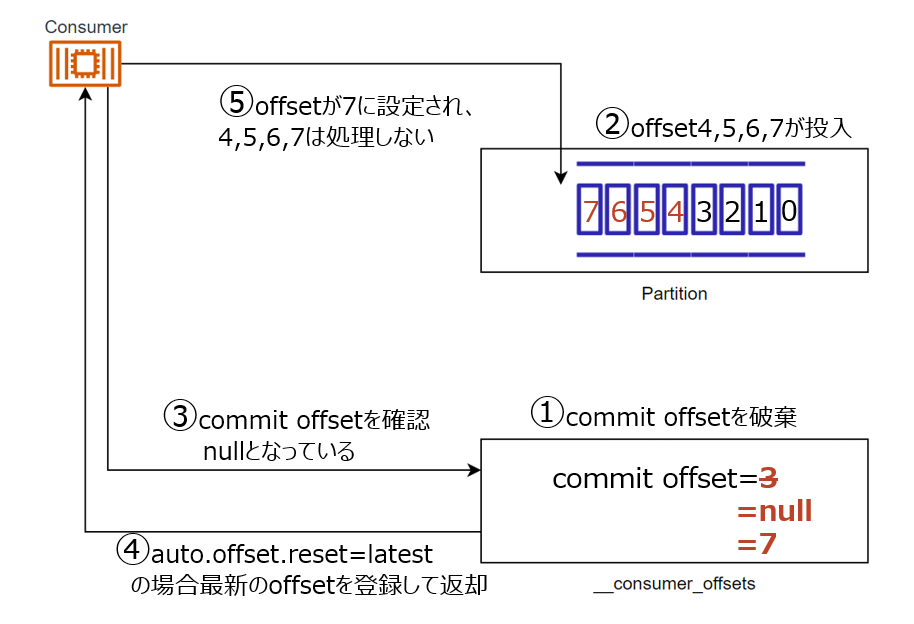 Consumer
⑤offsetが7に設定され、
4,5,6,7は処理しない
②offset4,5,6,7が投入
7 6 5 4 3 2 1 0
Partition
③commit offsetを確認
nullとなっている
①commit offsetを破棄
commit offset=3
=null
=7
④auto.offset.reset=latest
の場合最新のoffsetを登録して返却
__consumer_offsets